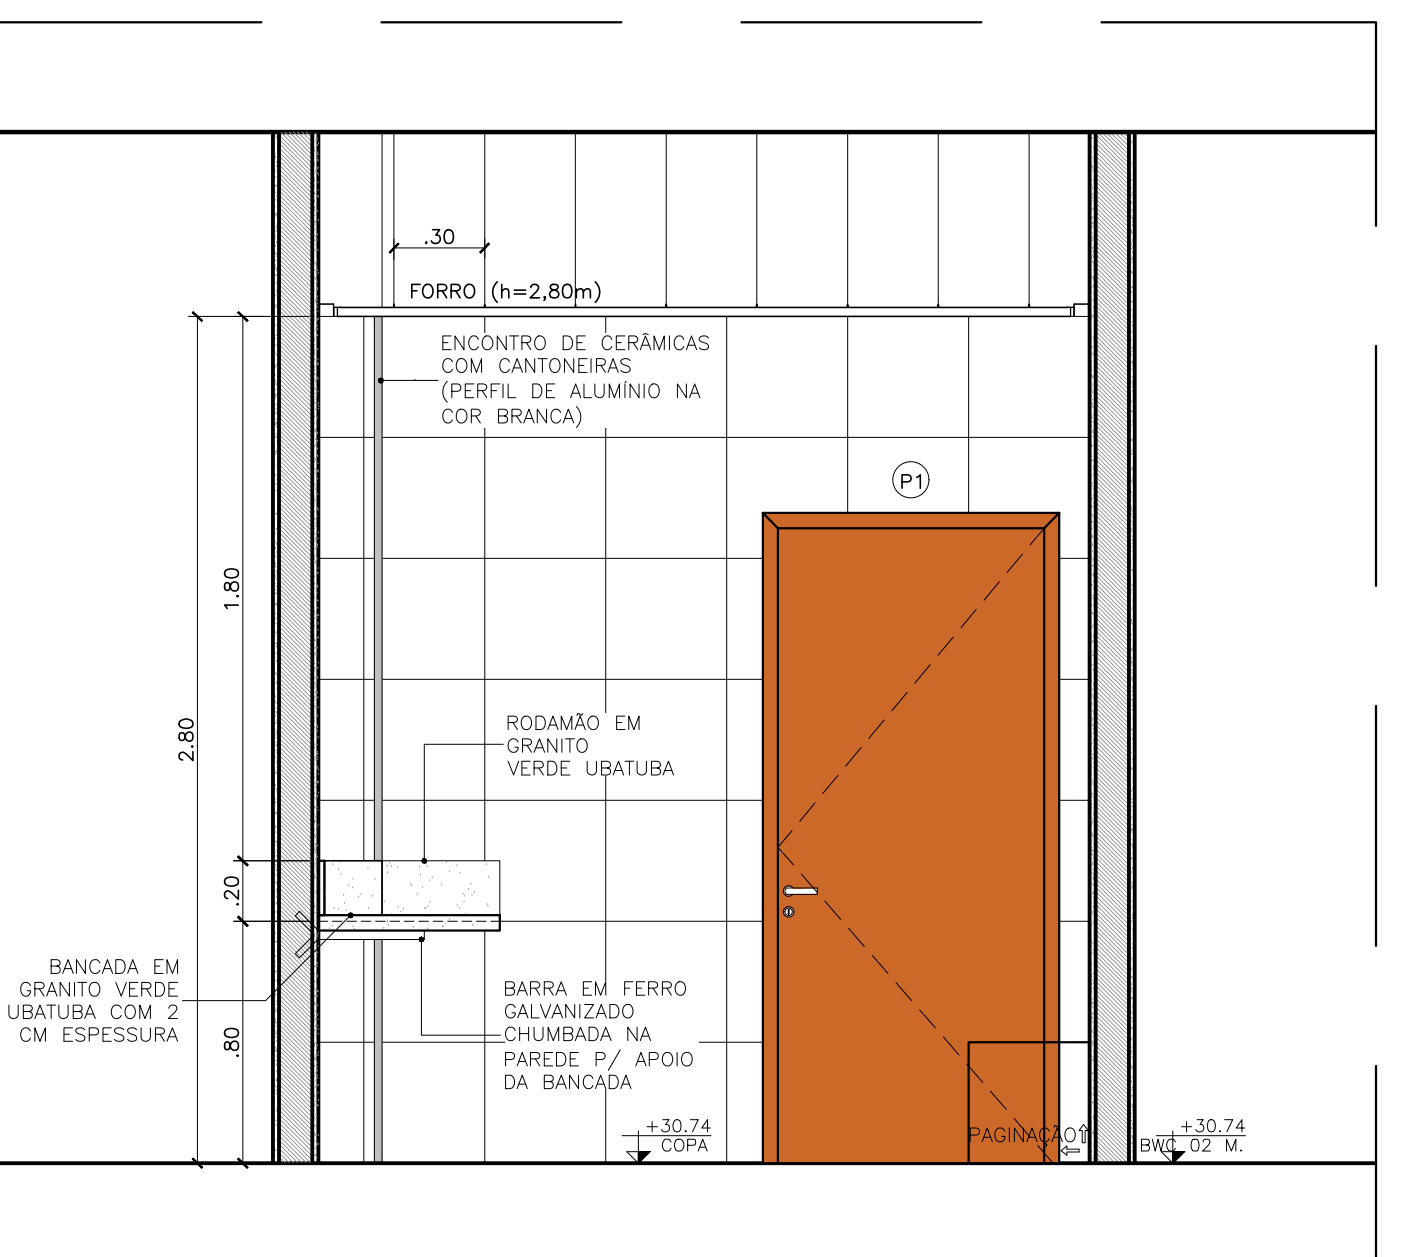 .30
FORRO (h=2,80m)
ENCONTRO DE CERÂMICAS
COM CANTONEIRAS
(PERFIL DE ALUMÍNIO NA
COR BRANCA)
P1
1.80
2.80
RODAMÃO EM
GRANITO
VERDE UBATUBA
.20
BANCADA EM
GRANITO VERDE
UBATUBA COM 2
CM ESPESSURA
.80
BARRA EM FERRO
GALVANIZADO
CHUMBADA NA
PAREDE P/ APOIO
DA BANCADA
+30.74
COPA
PAGINAÇÃO
+30.74
BWC 02 M.